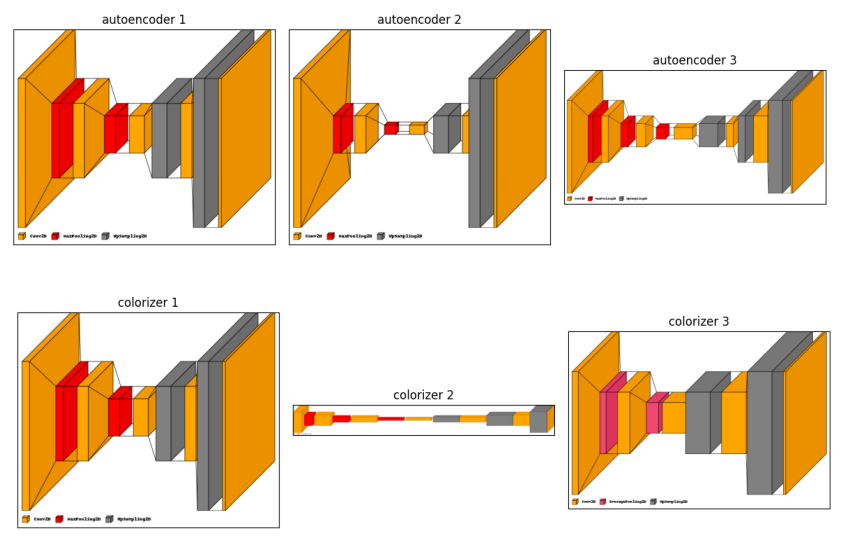 autoencoder 1
autoencoder 2
autoencoder 3
Conv2D MaxPooling2D UpSampling2D
Conv2D MaxPooling2D UpSampling2D
Conv2D MaxPooling2D UpSampling2D
colorizer 1
colorizer 2
colorizer 3
Conv2D MaxPooling2D UpSampling2D
Conv2D AveragePooling2D UpSampling2D